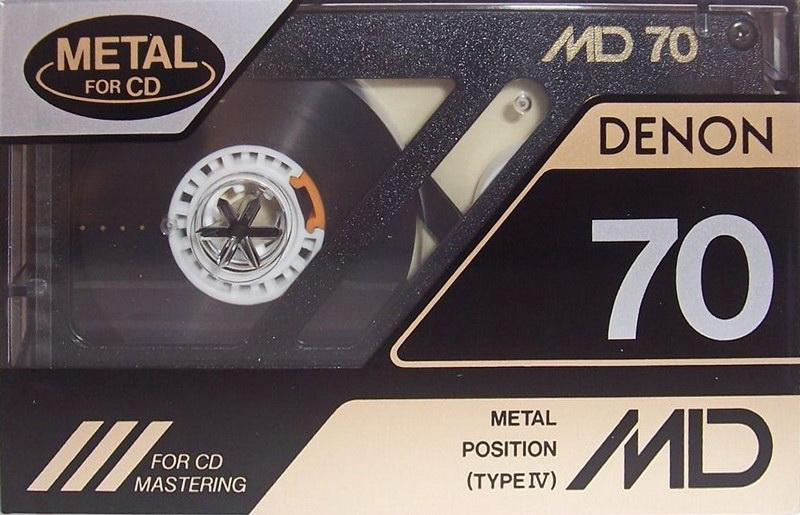 METAL
FOR CD
MD 70
DENON
70
FOR CD
MASTERING
METAL
POSITION
(TYPE IV)
MD